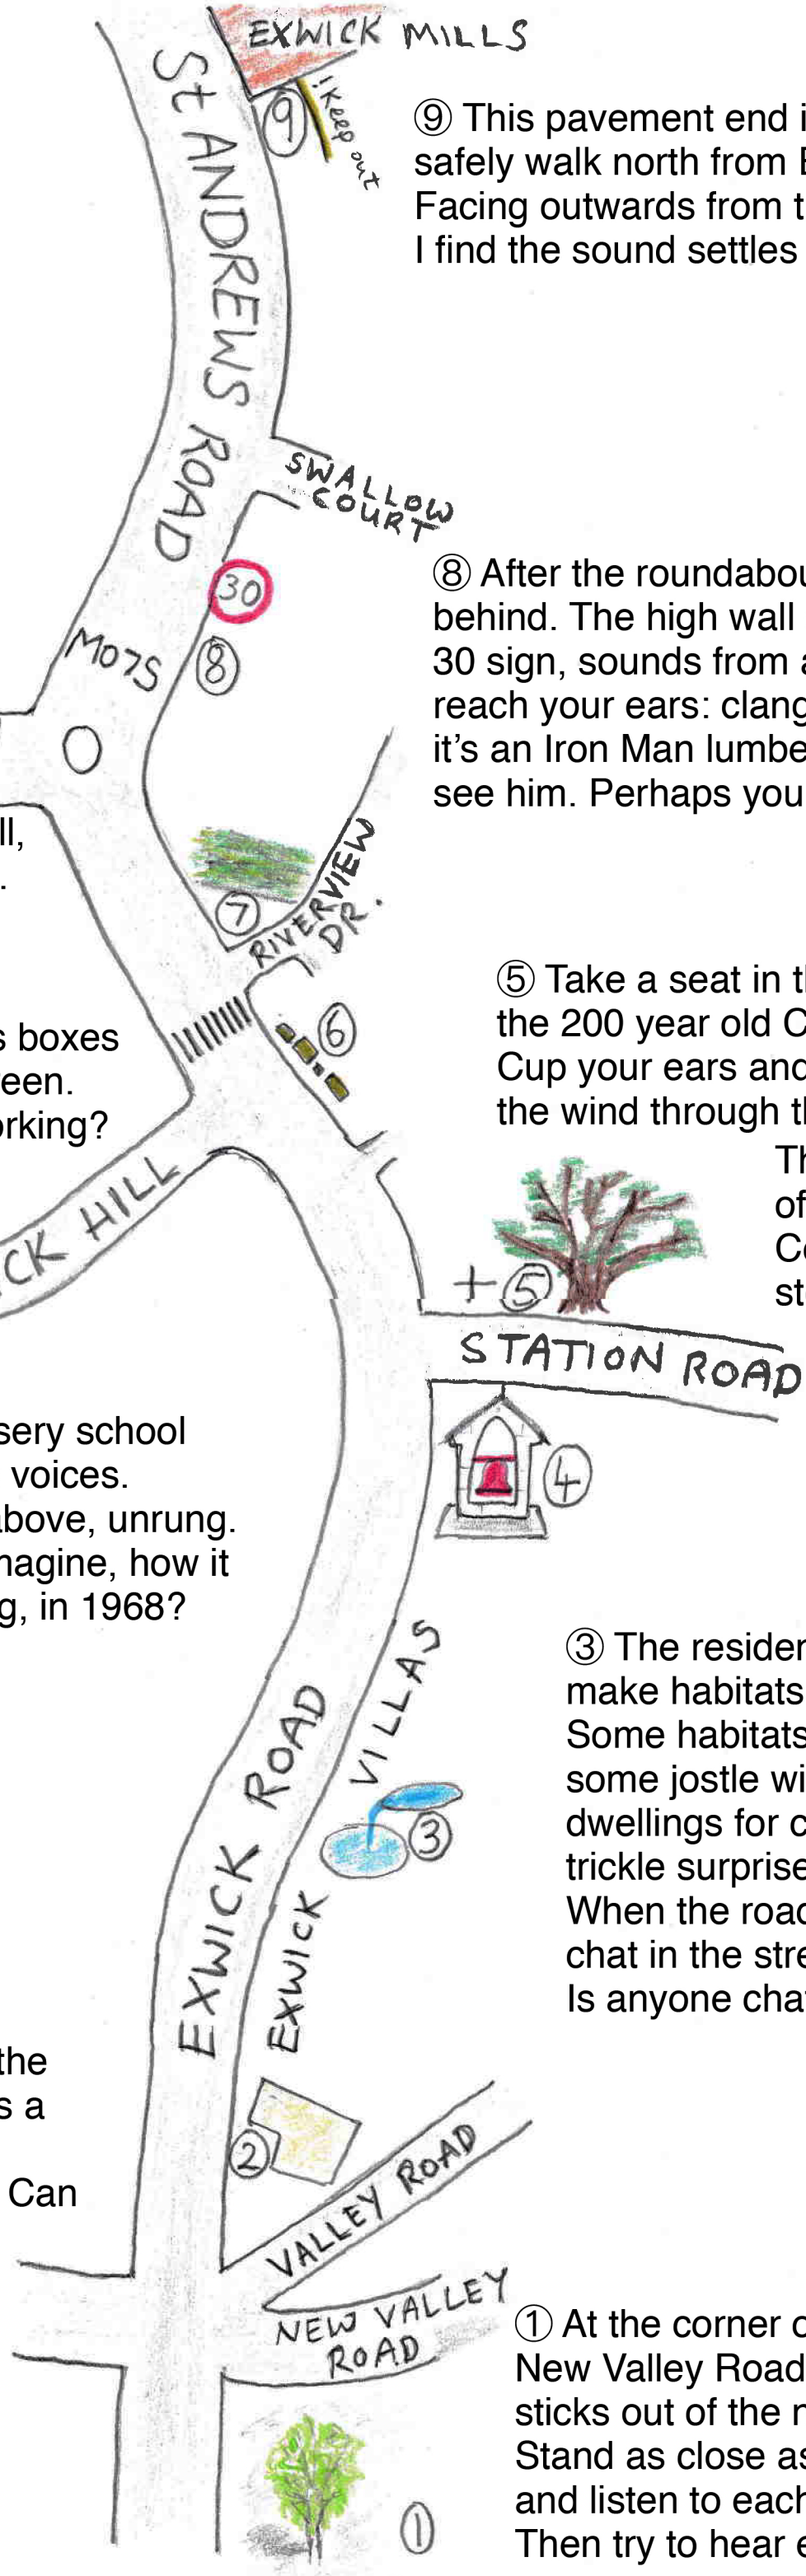 EXWICK MILLS
! Keep out
⑨
⑨ This pavement end i
safely walk north from
Facing outwards from t
I find the sound settles
St ANDREWS ROAD
SWALLOW
COURT
30
⑧
SLOW
⑧ After the roundabou
behind. The high wall
30 sign, sounds from a
reach your ears: clang
it's an Iron Man lumbe
see him. Perhaps you
ll,
.
⑦
RIVERVIEW
DR.
⑤ Take a seat in th
the 200 year old C
Cup your ears and
the wind through th
Th
of
Ce
st
s boxes
een.
orking?
⑥
CK HILL
+ ⑤
STATION ROAD
④
sery school
voices.
above, unrung.
magine, how it
g, in 1968?
③ The residen
make habitats
Some habitats
some jostle wi
dwellings for c
trickle surprise
When the road
chat in the stre
Is anyone cha
EXWICK ROAD
EXWICK VILLAS
③
the
s a
Can
②
VALLEY ROAD
NEW VALLEY
ROAD
① At the corner o
New Valley Road
sticks out of the n
Stand as close as
and listen to each
Then try to hear e
①